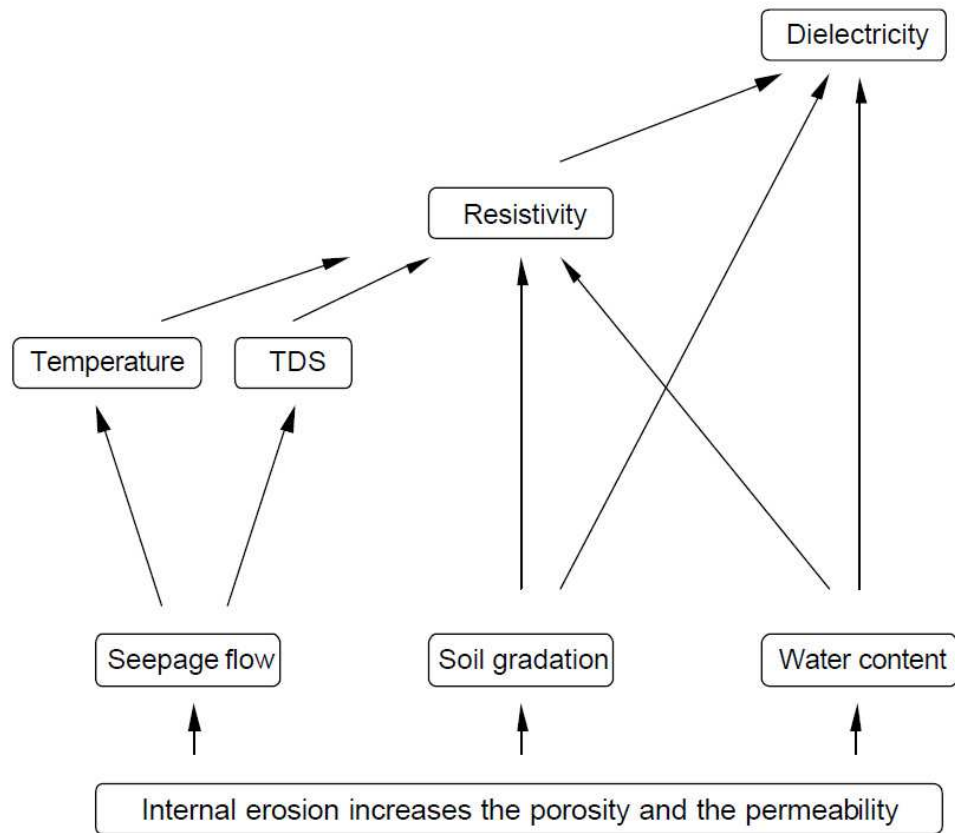 Dielectricity
Resistivity
Temperature
TDS
Seepage flow
Soil gradation
Water content
Internal erosion increases the porosity and the permeability